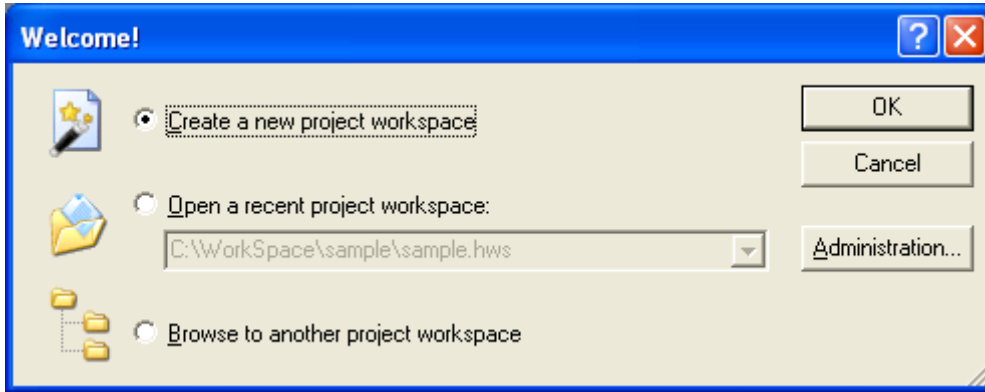 Welcome!
Create a new project workspace
OK
Cancel
Open a recent project workspace:
C:\WorkSpace\sample\sample.hws
Administration...
Browse to another project workspace